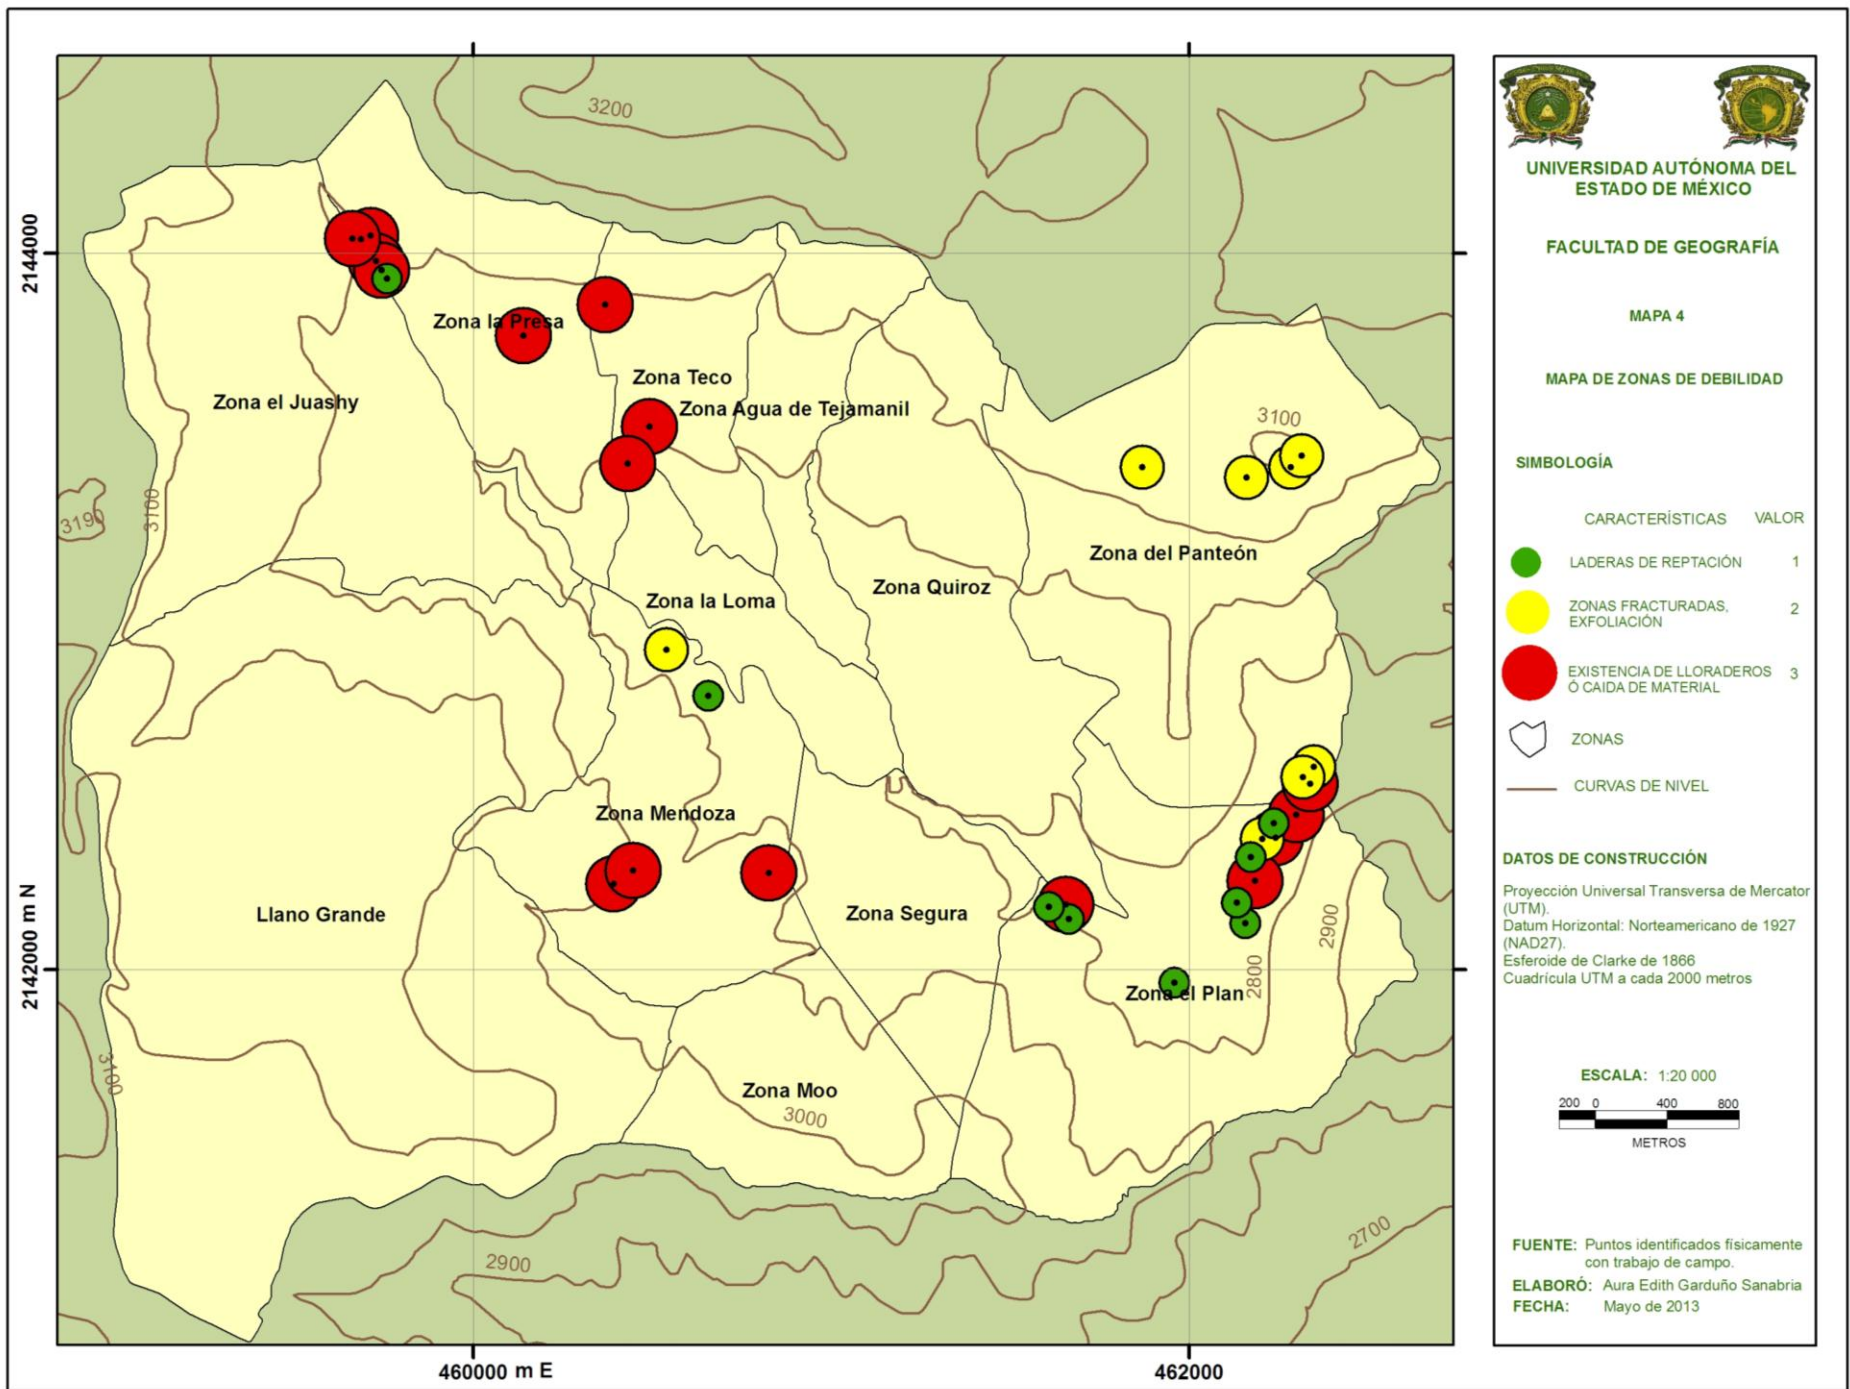 3200
2144000
Zona la Presa
Zona Teco
Zona el Juashy
Zona Agua de Tejamanil
3100
3190
3100
Zona del Panteón
Zona Quiroz
Zona la Loma
Zona Mendoza
Llano Grande
Zona Segura
2142000 m N
2900
2800
Zona el Plan
3100
Zona Moo
3000
2900
2700
460000 m E
462000
UNIVERSIDAD AUTÓNOMA DEL
ESTADO DE MÉXICO
FACULTAD DE GEOGRAFÍA
MAPA 4
MAPA DE ZONAS DE DEBILIDAD
SIMBOLOGÍA
CARACTERÍSTICAS VALOR
LADERAS DE REPTACIÓN 1
ZONAS FRACTURADAS, 2
EXFOLIACIÓN
EXISTENCIA DE LLORADEROS 3
Ó CAIDA DE MATERIAL
ZONAS
CURVAS DE NIVEL
DATOS DE CONSTRUCCIÓN
Proyección Universal Transversa de Mercator
(UTM).
Datum Horizontal: Norteamericano de 1927
(NAD27).
Esferoide de Clarke de 1866
Cuadrícula UTM a cada 2000 metros
ESCALA: 1:20 000
200 0 400 800
METROS
FUENTE: Puntos identificados físicamente
con trabajo de campo.
ELABORÓ: Aura Edith Garduño Sanabria
FECHA: Mayo de 2013